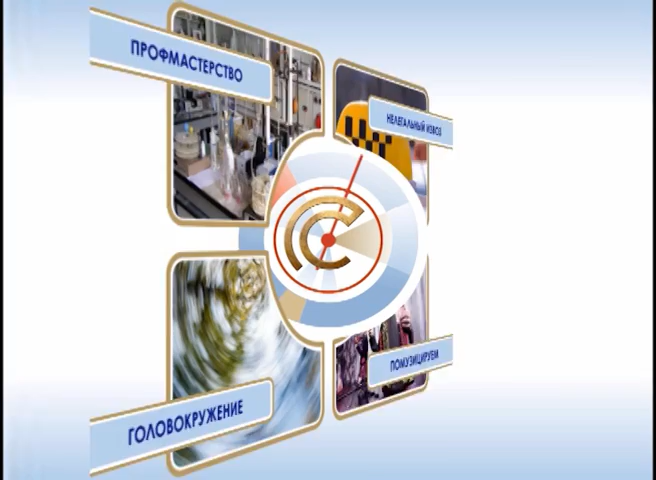 ПРОФМАСТЕРСТВО
НЕЛЕГАЛЬНЫЙ ИЗВОЗ
ПОМУЗИЦИРУЕМ
ГОЛОВОКРУЖЕНИЕ